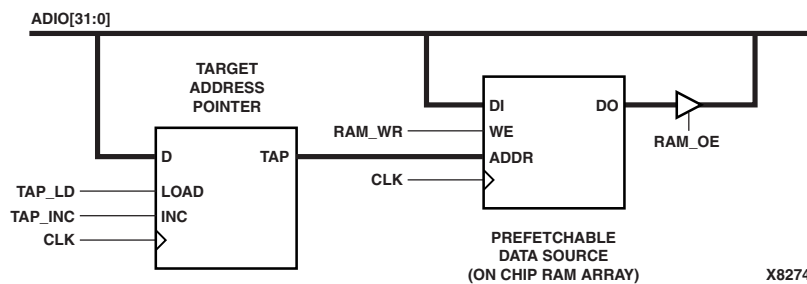 ADIO[31:0]
TARGET
ADDRESS
POINTER
D
TAP
TAP_LD
LOAD
TAP_INC
INC
CLK
DI
DO
RAM_WR
WE
ADDR
CLK
RAM_OE
PREFETCHABLE
DATA SOURCE
(ON CHIP RAM ARRAY)
X8274